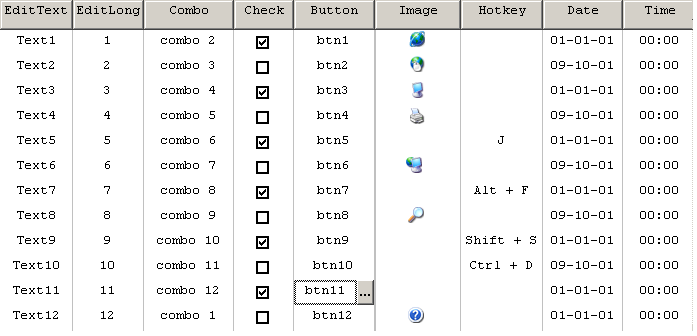 EditText EditLong Combo Check Button Image Hotkey Date Time
Text1 1 combo 2 btn1 01-01-01 00:00
Text2 2 combo 3 btn2 09-10-01 00:00
Text3 3 combo 4 btn3 01-01-01 00:00
Text4 4 combo 5 btn4 09-10-01 00:00
Text5 5 combo 6 btn5 J 01-01-01 00:00
Text6 6 combo 7 btn6 09-10-01 00:00
Text7 7 combo 8 btn7 Alt + F 01-01-01 00:00
Text8 8 combo 9 btn8 09-10-01 00:00
Text9 9 combo 10 btn9 Shift + S 01-01-01 00:00
Text10 10 combo 11 btn10 Ctrl + D 09-10-01 00:00
Text11 11 combo 12 btn11 ... 01-01-01 00:00
Text12 12 combo 1 btn12 ? 09-10-01 00:00